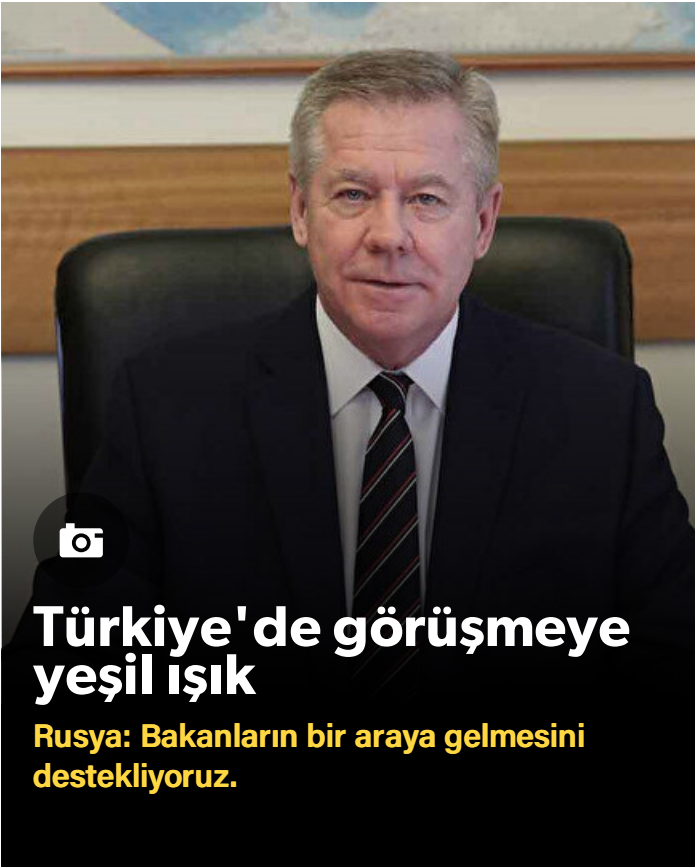 Türkiye'de görüşmeye
yeşil ışık
Rusya: Bakanların bir araya gelmesini
destekliyoruz.